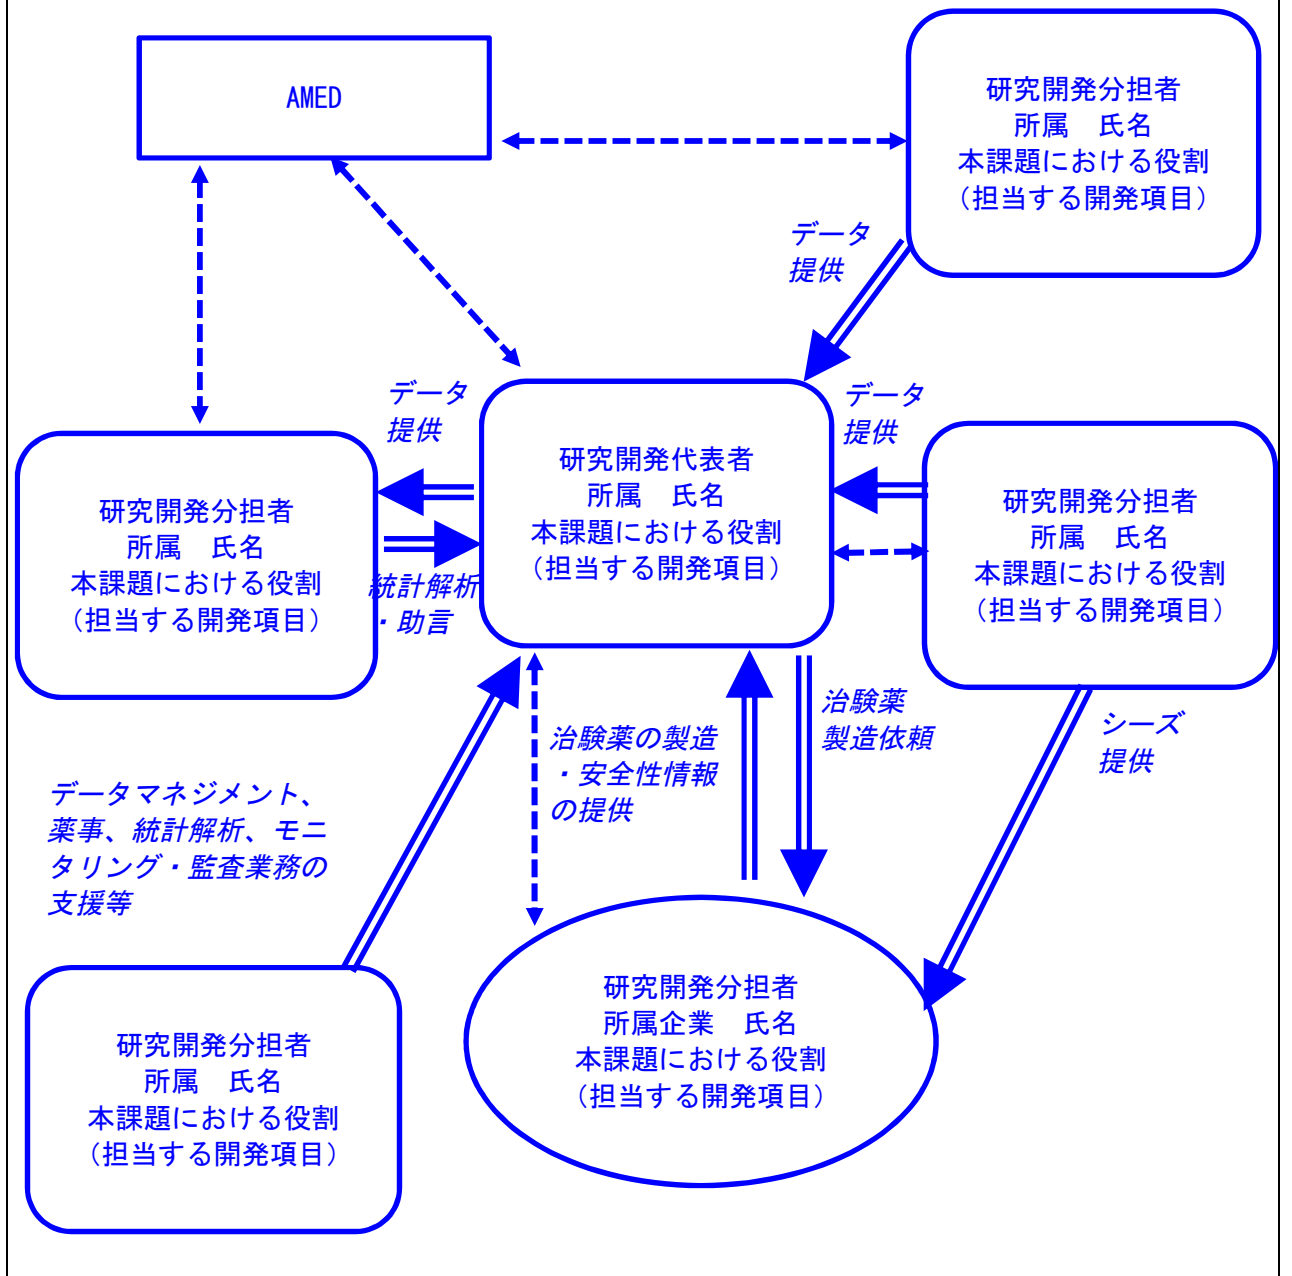 AMED
研究開発分担者
所属　氏名
本課題における役割
（担当する開発項目）
データ
提供
データ
提供
研究開発代表者
所属　氏名
本課題における役割
（担当する開発項目）
データ
提供
研究開発分担者
所属　氏名
本課題における役割
（担当する開発項目）
統計解析
・助言
研究開発分担者
所属　氏名
本課題における役割
（担当する開発項目）
治験薬の製造
・安全性情報
の提供
治験薬
製造依頼
シーズ
提供
データマネジメント、
薬事、統計解析、モニ
タリング・監査業務の
支援等
研究開発分担者
所属　氏名
本課題における役割
（担当する開発項目）
研究開発分担者
所属企業　氏名
本課題における役割
（担当する開発項目）